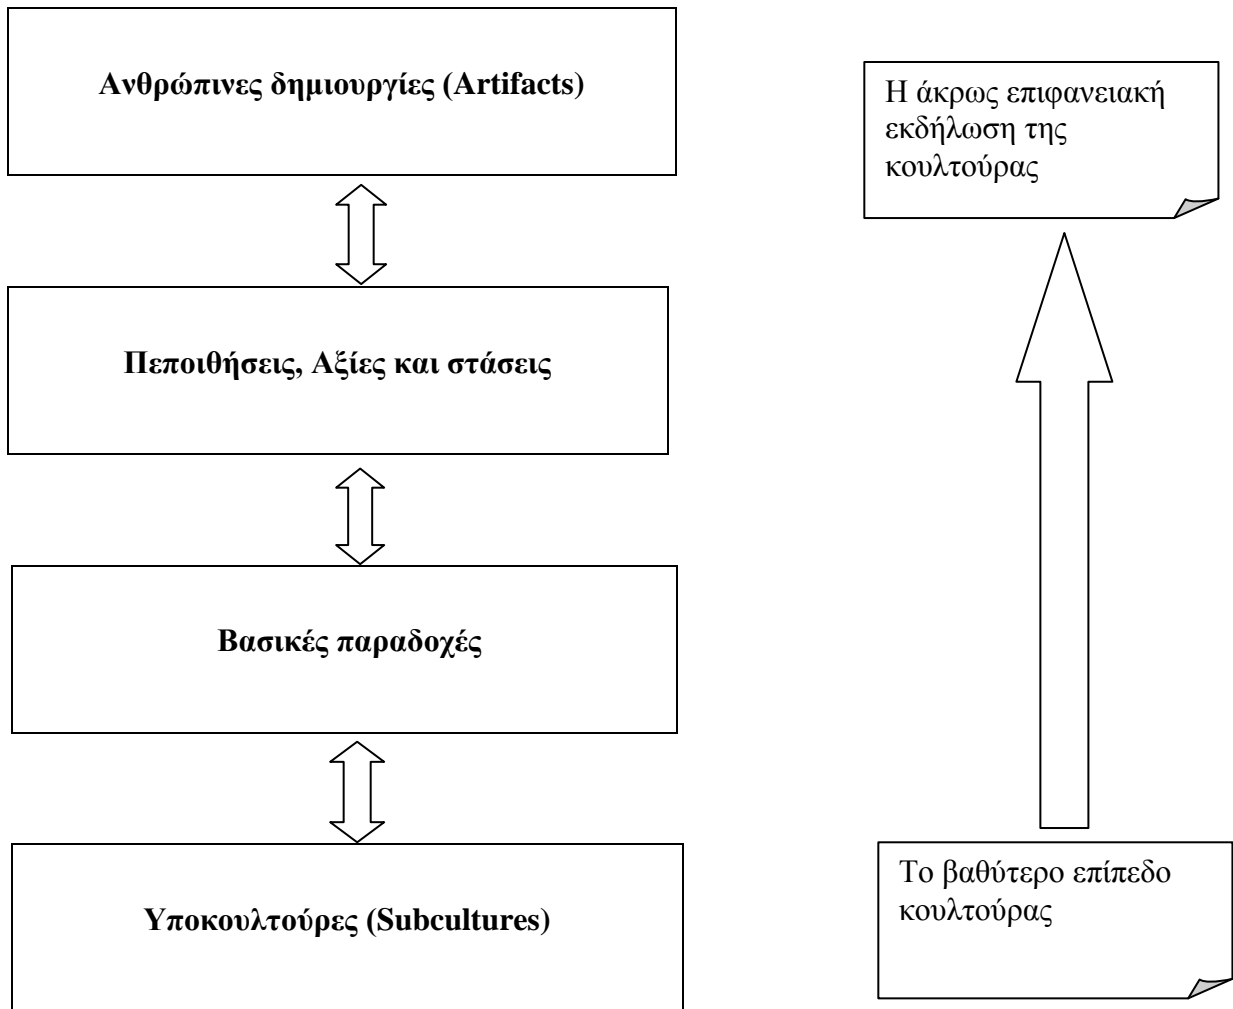 Ανθρώπινες δημιουργίες (Artifacts)
Η άκρως επιφανειακή
εκδήλωση της
κουλτούρας
Πεποιθήσεις, Αξίες και στάσεις
Βασικές παραδοχές
Υποκουλτούρες (Subcultures)
Το βαθύτερο επίπεδο
κουλτούρας